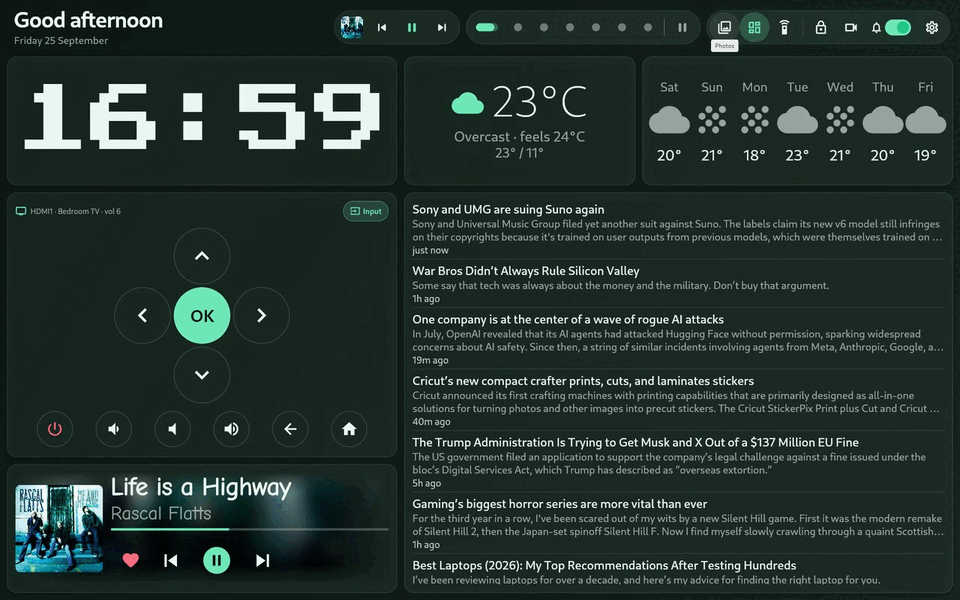 Good afternoon
Friday 25 September
Photos
16:59
23°C
Overcast · feels 24°C
23° / 11°
Sat Sun Mon Tue Wed Thu Fri
20° 21° 18° 23° 21° 20° 19°
HDMI1 · Bedroom TV · vol 6
Input
OK
RASCAL FLATTS
ME AND MY GANG
Life is a Highway
Rascal Flatts
Sony and UMG are suing Suno again
Sony and Universal Music Group filed yet another suit against Suno. The labels claim its new v6 model still infringes
on their copyrights because it's trained on user outputs from previous models, which were themselves trained on …
just now
War Bros Didn’t Always Rule Silicon Valley
Some say that tech was always about the money and the military. Don’t buy that argument.
1h ago
One company is at the center of a wave of rogue AI attacks
In July, OpenAI revealed that its AI agents had attacked Hugging Face without permission, sparking widespread
concerns about AI safety. Since then, a string of similar incidents involving agents from Meta, Anthropic, Google, a…
19m ago
Cricut’s new compact crafter prints, cuts, and laminates stickers
Cricut announced its first crafting machines with printing capabilities that are primarily designed as all-in-one
solutions for turning photos and other images into precut stickers. The Cricut StickerPix Print plus Cut and Cricut …
40m ago
The Trump Administration Is Trying to Get Musk and X Out of a $137 Million EU Fine
The US government filed an application to support the company’s legal challenge against a fine issued under the
bloc’s Digital Services Act, which Trump has described as “overseas extortion.”
5h ago
Gaming’s biggest horror series are more vital than ever
For the third year in a row, I've been scared out of my wits by a new Silent Hill game. First it was the modern remake
of Silent Hill 2, then the Japan-set spinoff Silent Hill F. Now I find myself slowly crawling through a quaint Scottish…
1h ago
Best Laptops (2026): My Top Recommendations After Testing Hundreds
I’ve been reviewing laptops for over a decade, and here’s my advice for finding the right laptop for you.